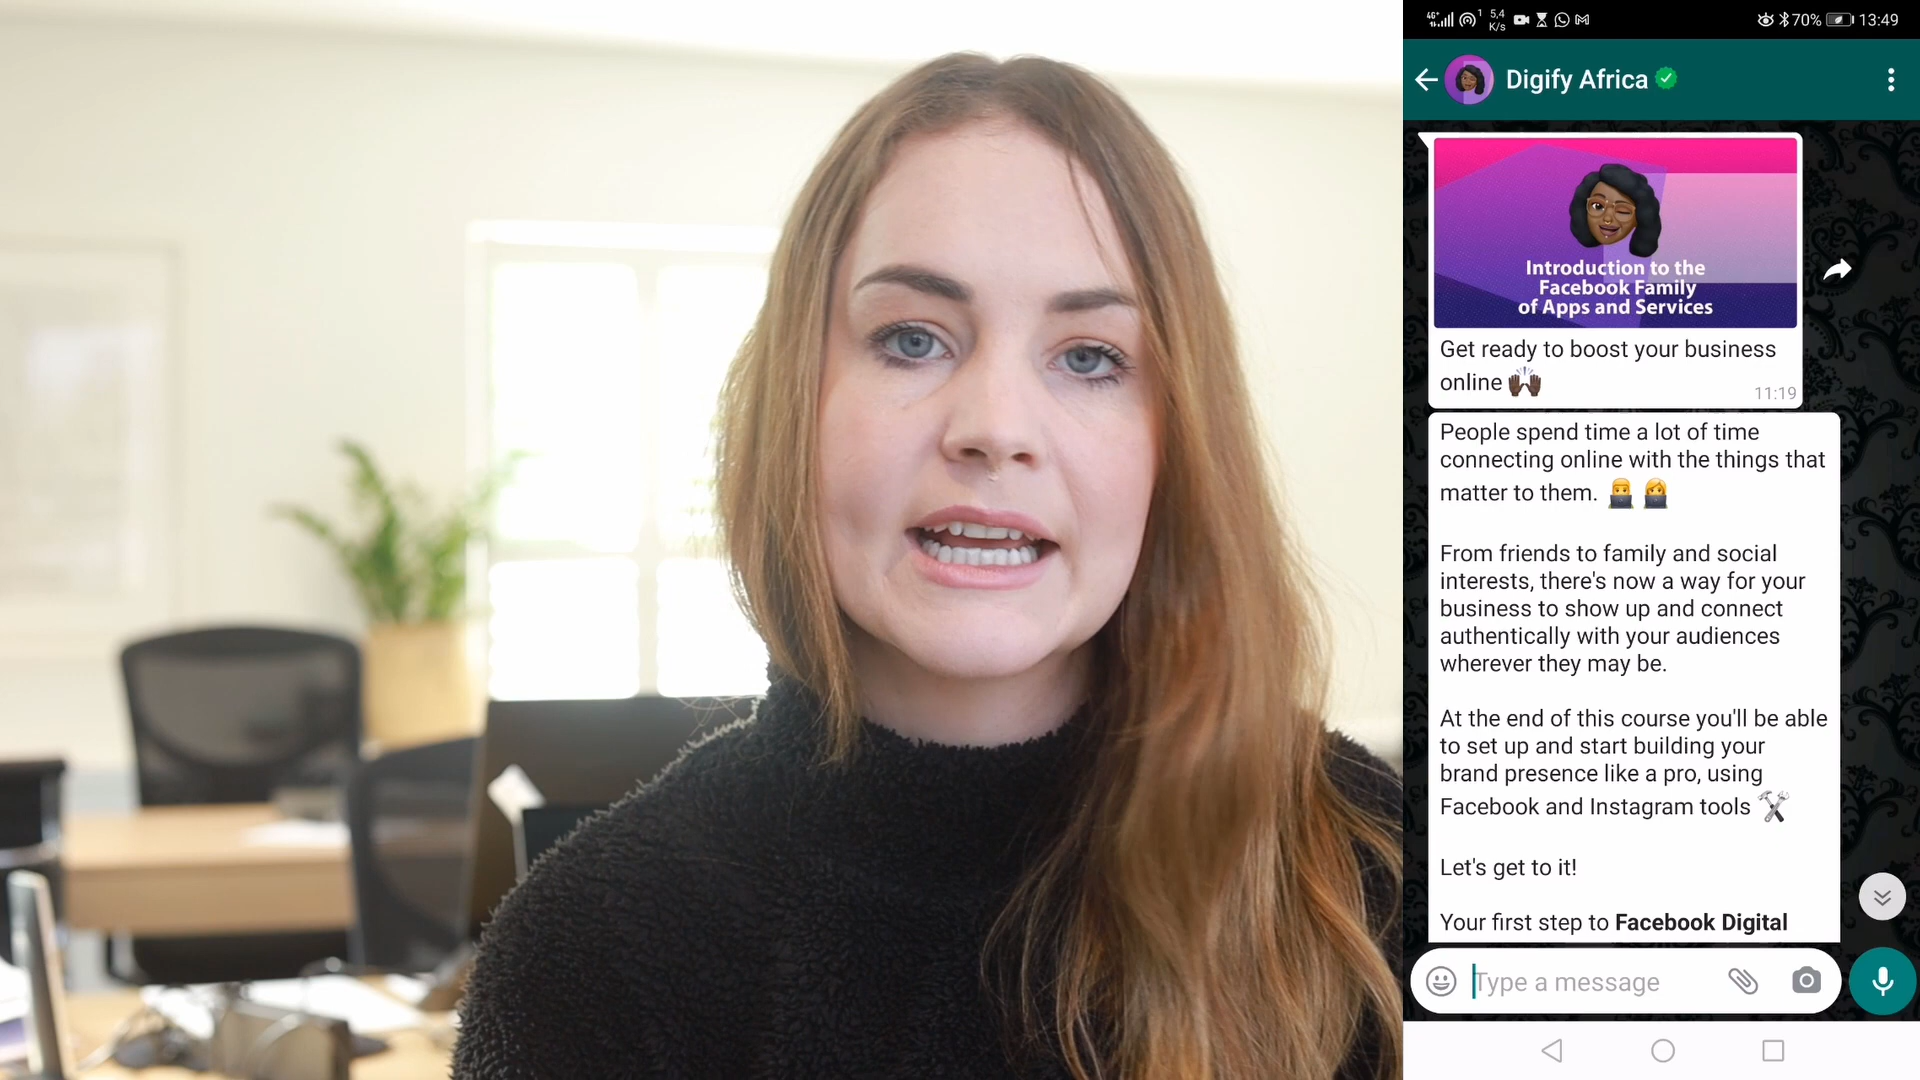 4G+ 1 5,4 K/s 70% 13:49
Digify Africa
Introduction to the
Facebook Family
of Apps and Services
Get ready to boost your business
online 🙌🏿
11:19
People spend time a lot of time
connecting online with the things that
matter to them. 👨‍💻 👩‍💻
From friends to family and social
interests, there's now a way for your
business to show up and connect
authentically with your audiences
wherever they may be.
At the end of this course you'll be able
to set up and start building your
brand presence like a pro, using
Facebook and Instagram tools 🛠
Let's get to it!
Your first step to Facebook Digital
Type a message